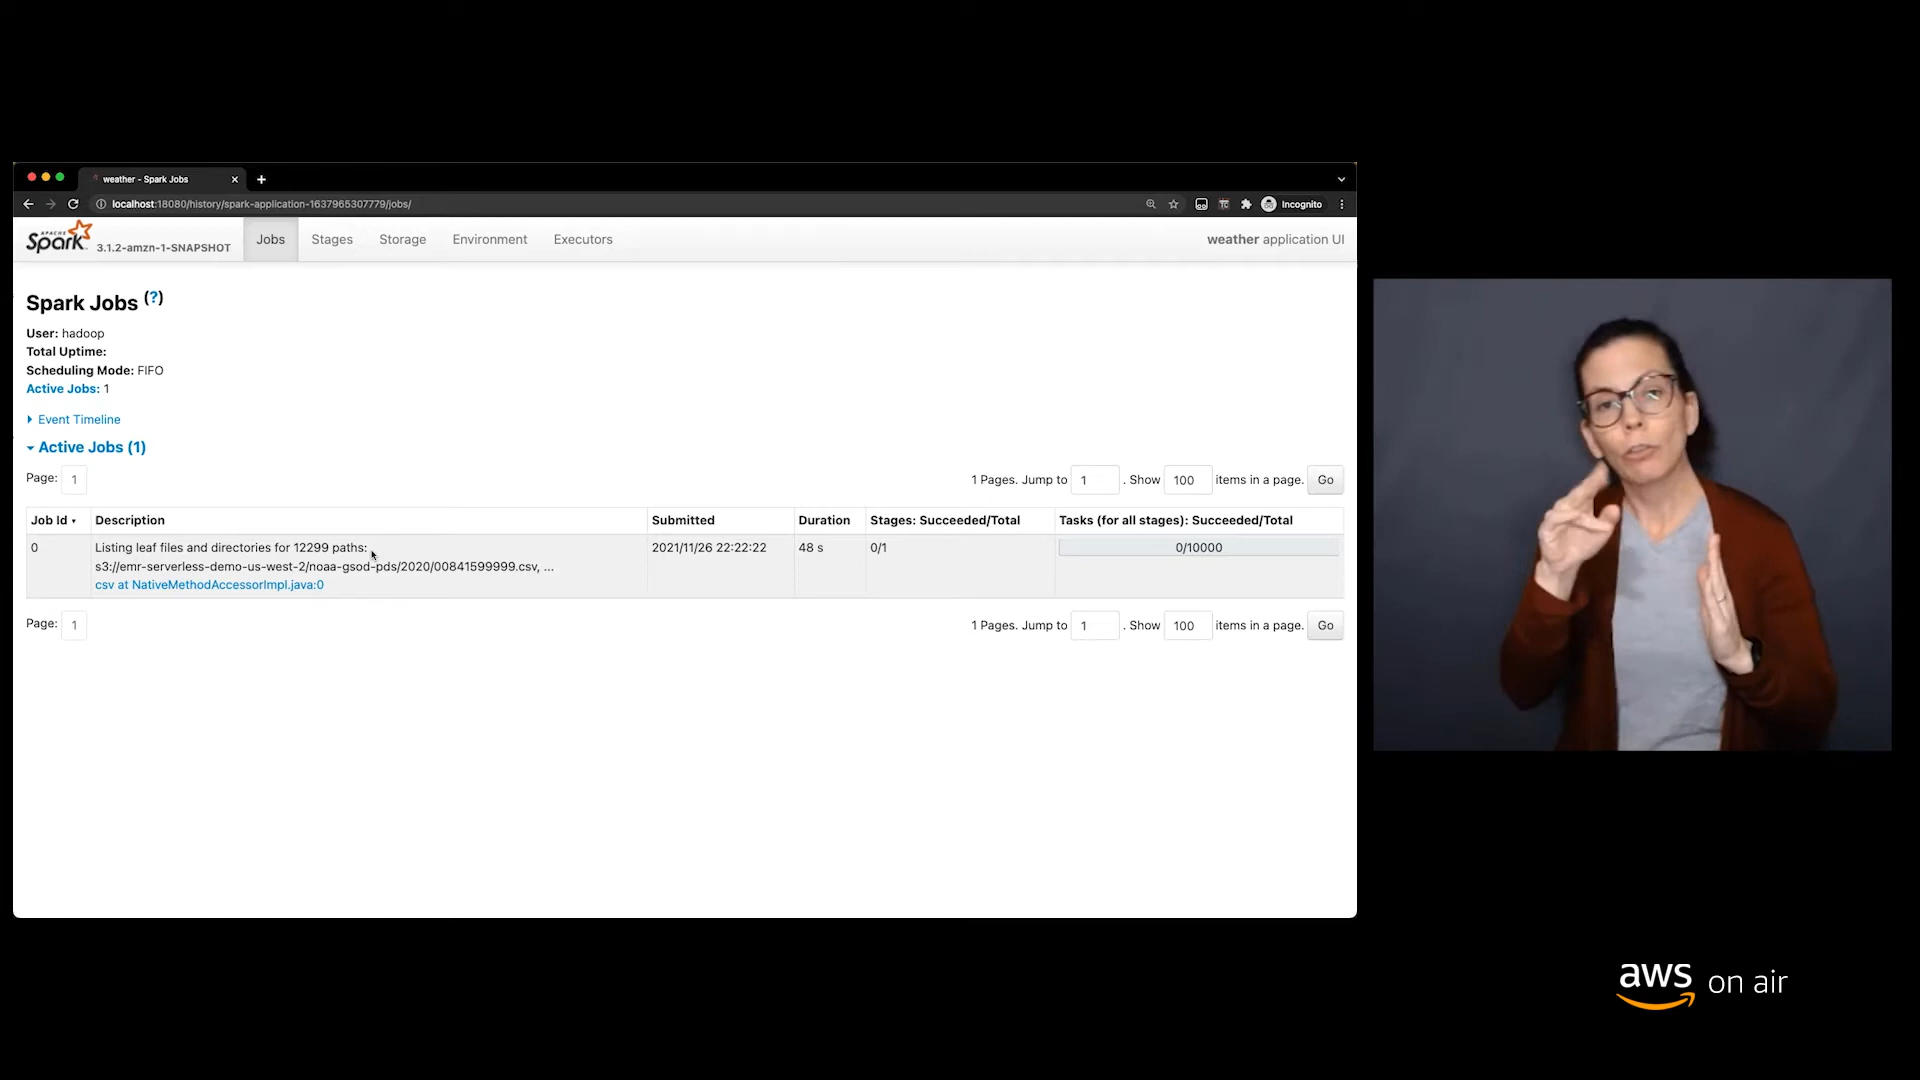 weather - Spark Jobs
localhost:18080/history/spark-application-1637965307779/jobs/
Incognito
APACHE
Spark 3.1.2-amzn-1-SNAPSHOT Jobs Stages Storage Environment Executors weather application UI
Spark Jobs (?)
User: hadoop
Total Uptime:
Scheduling Mode: FIFO
Active Jobs: 1
Event Timeline
Active Jobs (1)
Page: 1 1 Pages. Jump to 1 . Show 100 items in a page. Go
Job Id Description Submitted Duration Stages: Succeeded/Total Tasks (for all stages): Succeeded/Total
0 Listing leaf files and directories for 12299 paths: 2021/11/26 22:22:22 48 s 0/1 0/10000
s3://emr-serverless-demo-us-west-2/noaa-gsod-pds/2020/00841599999.csv, ...
csv at NativeMethodAccessorImpl.java:0
Page: 1 1 Pages. Jump to 1 . Show 100 items in a page. Go
aws on air